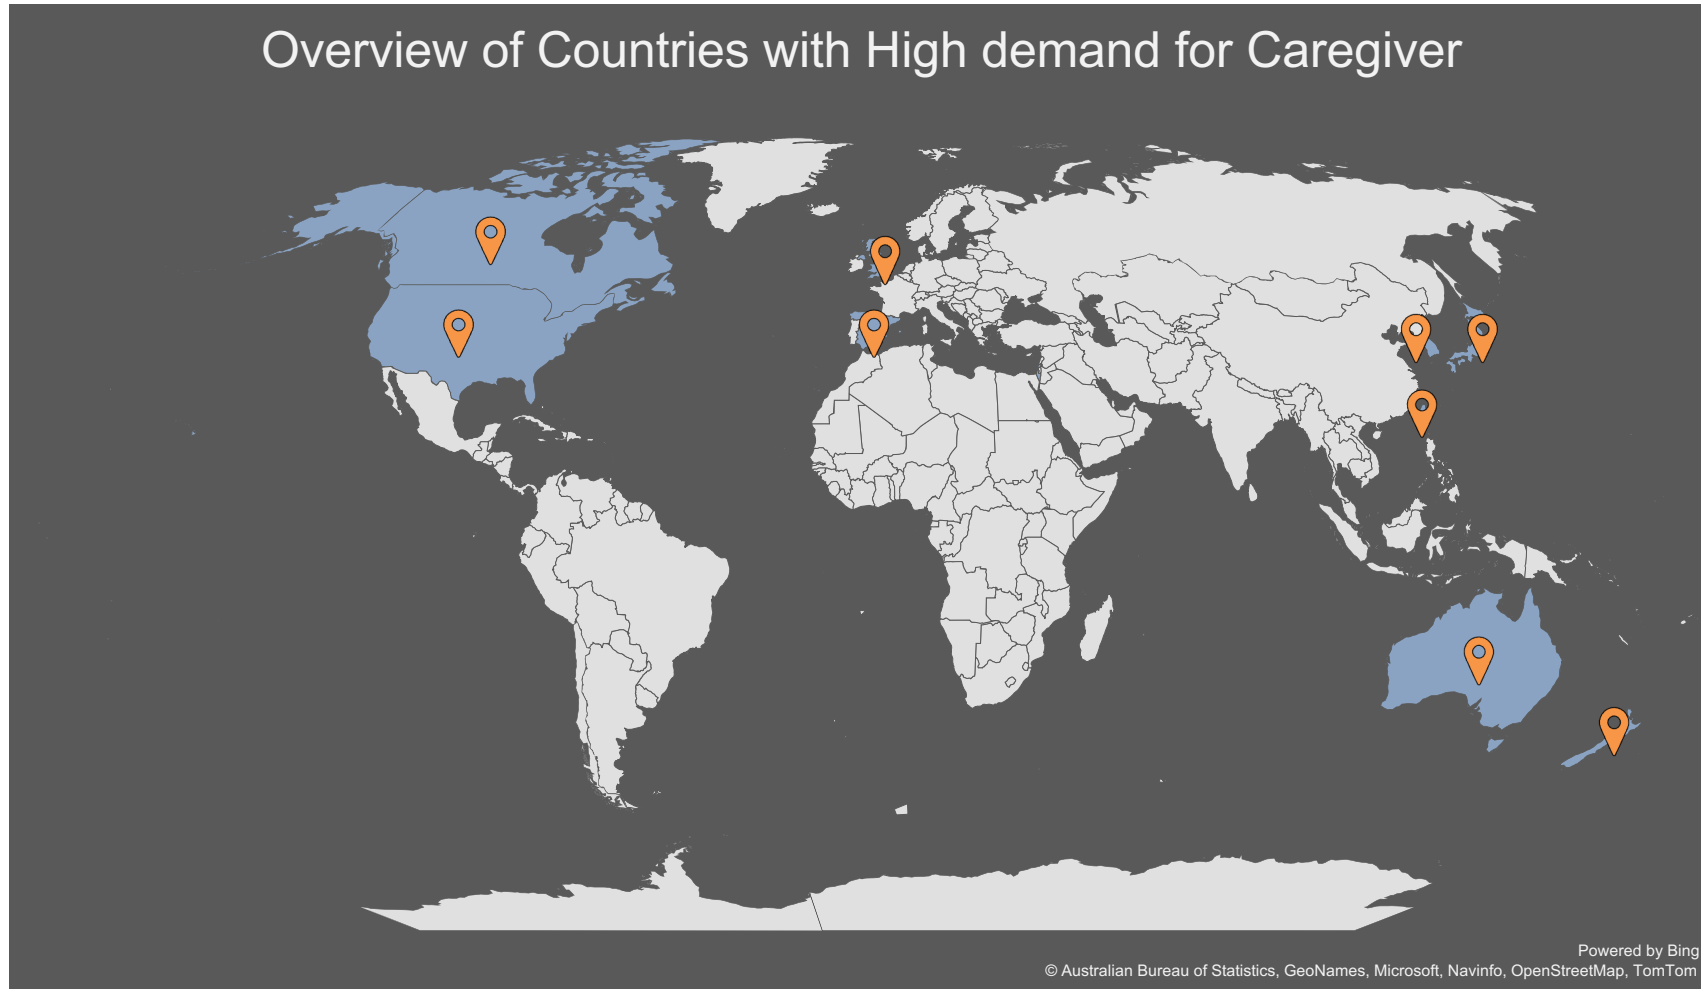 Overview of Countries with High demand for Caregiver
Powered by Bing
© Australian Bureau of Statistics, GeoNames, Microsoft, Navinfo, OpenStreetMap, TomTom